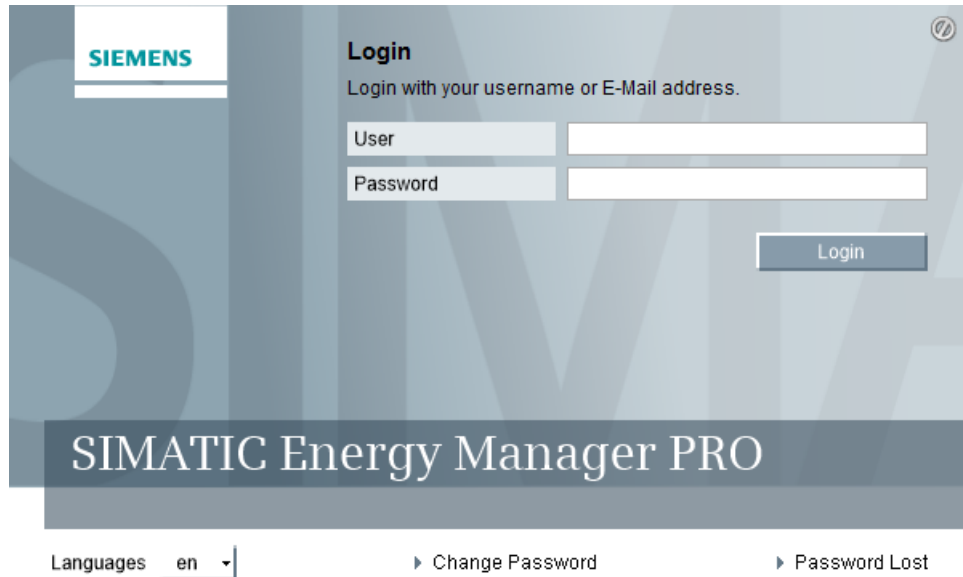 SIEMENS
Login
Login with your username or E-Mail address.
User
Password
Login
SIMATIC Energy Manager PRO
Languages en
Change Password
Password Lost